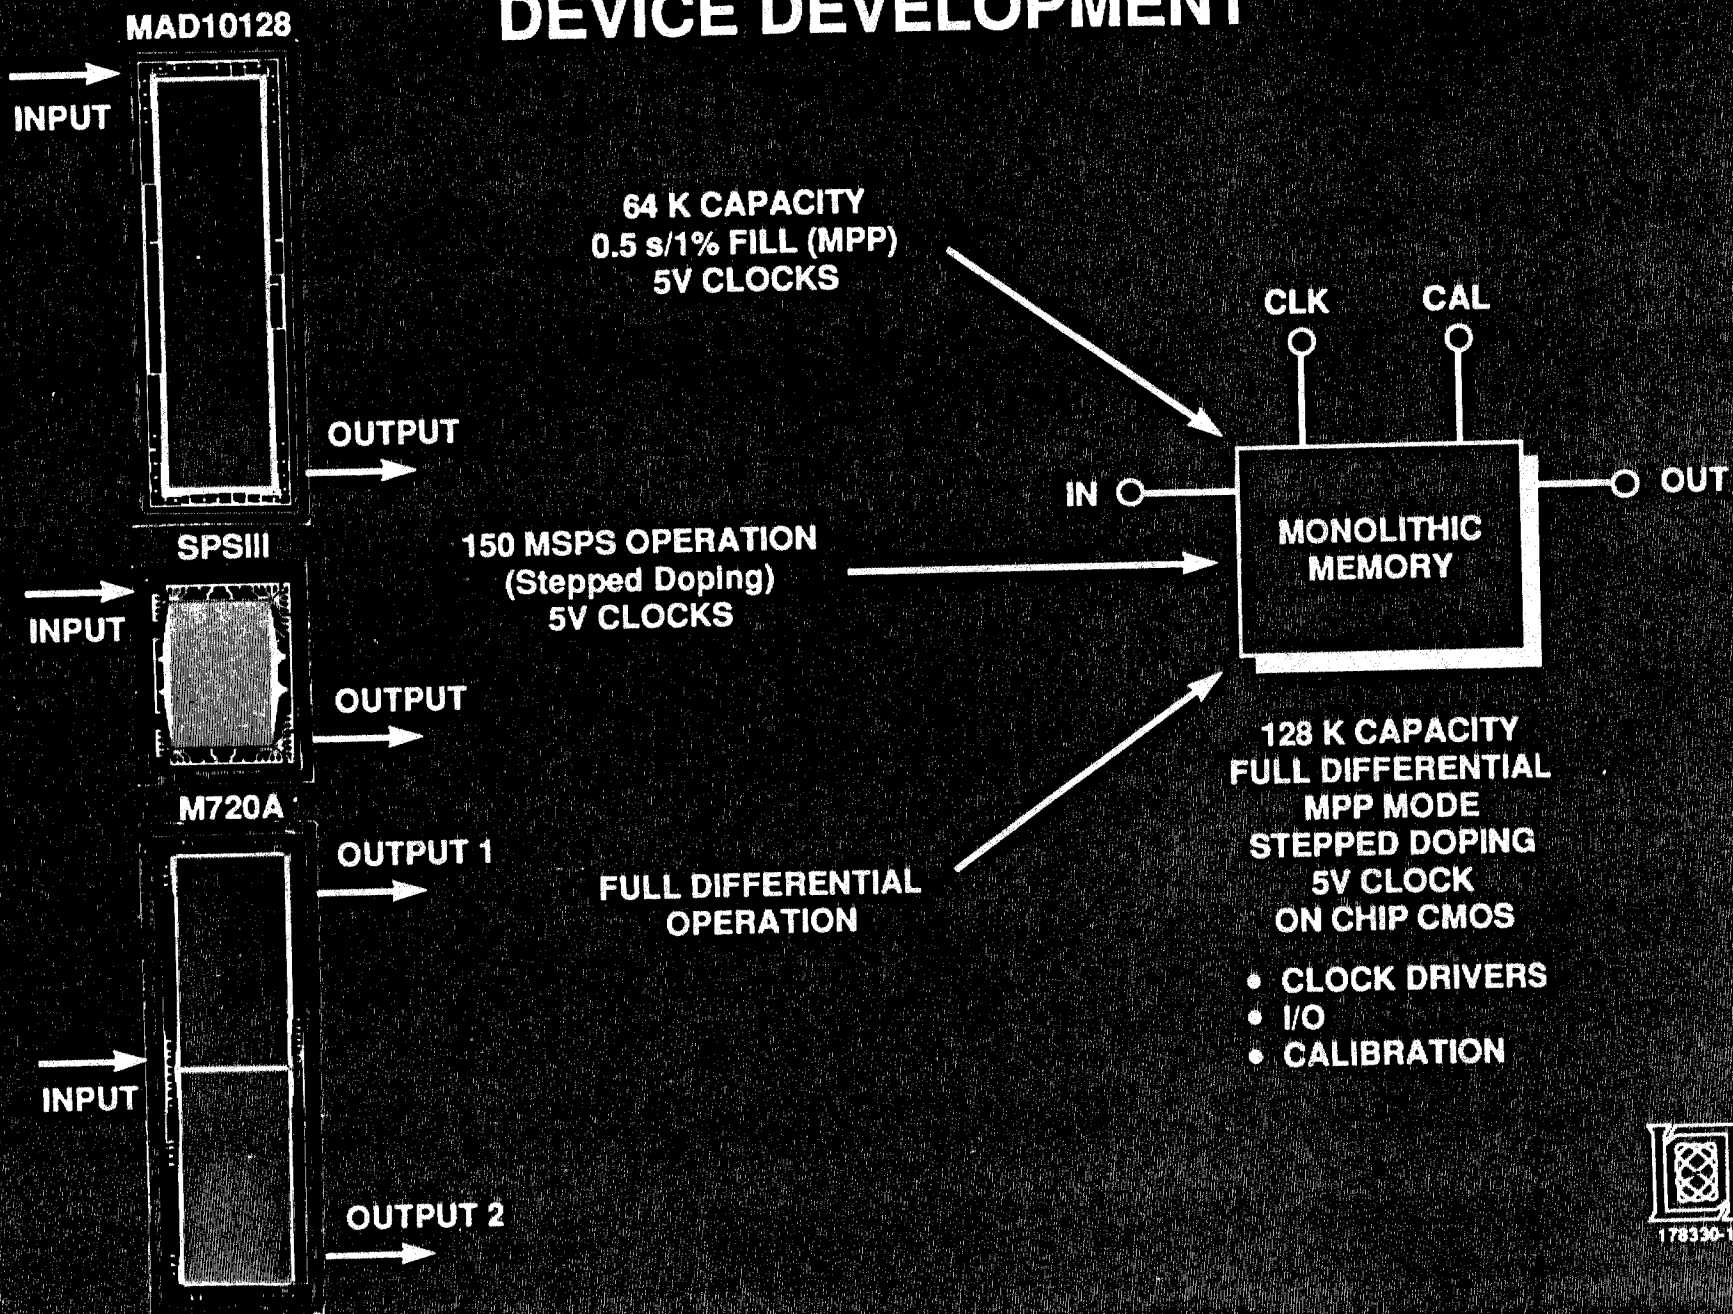 DEVICE DEVELOPMENT
MAD10128
INPUT
OUTPUT
64 K CAPACITY
0.5 s/1% FILL (MPP)
5V CLOCKS
SPSIII
INPUT
OUTPUT
150 MSPS OPERATION
(Stepped Doping)
5V CLOCKS
M720A
OUTPUT 1
INPUT
OUTPUT 2
FULL DIFFERENTIAL
OPERATION
CLK
CAL
IN
OUT
MONOLITHIC
MEMORY
128 K CAPACITY
FULL DIFFERENTIAL
MPP MODE
STEPPED DOPING
5V CLOCK
ON CHIP CMOS
• CLOCK DRIVERS
• I/O
• CALIBRATION
178330-1